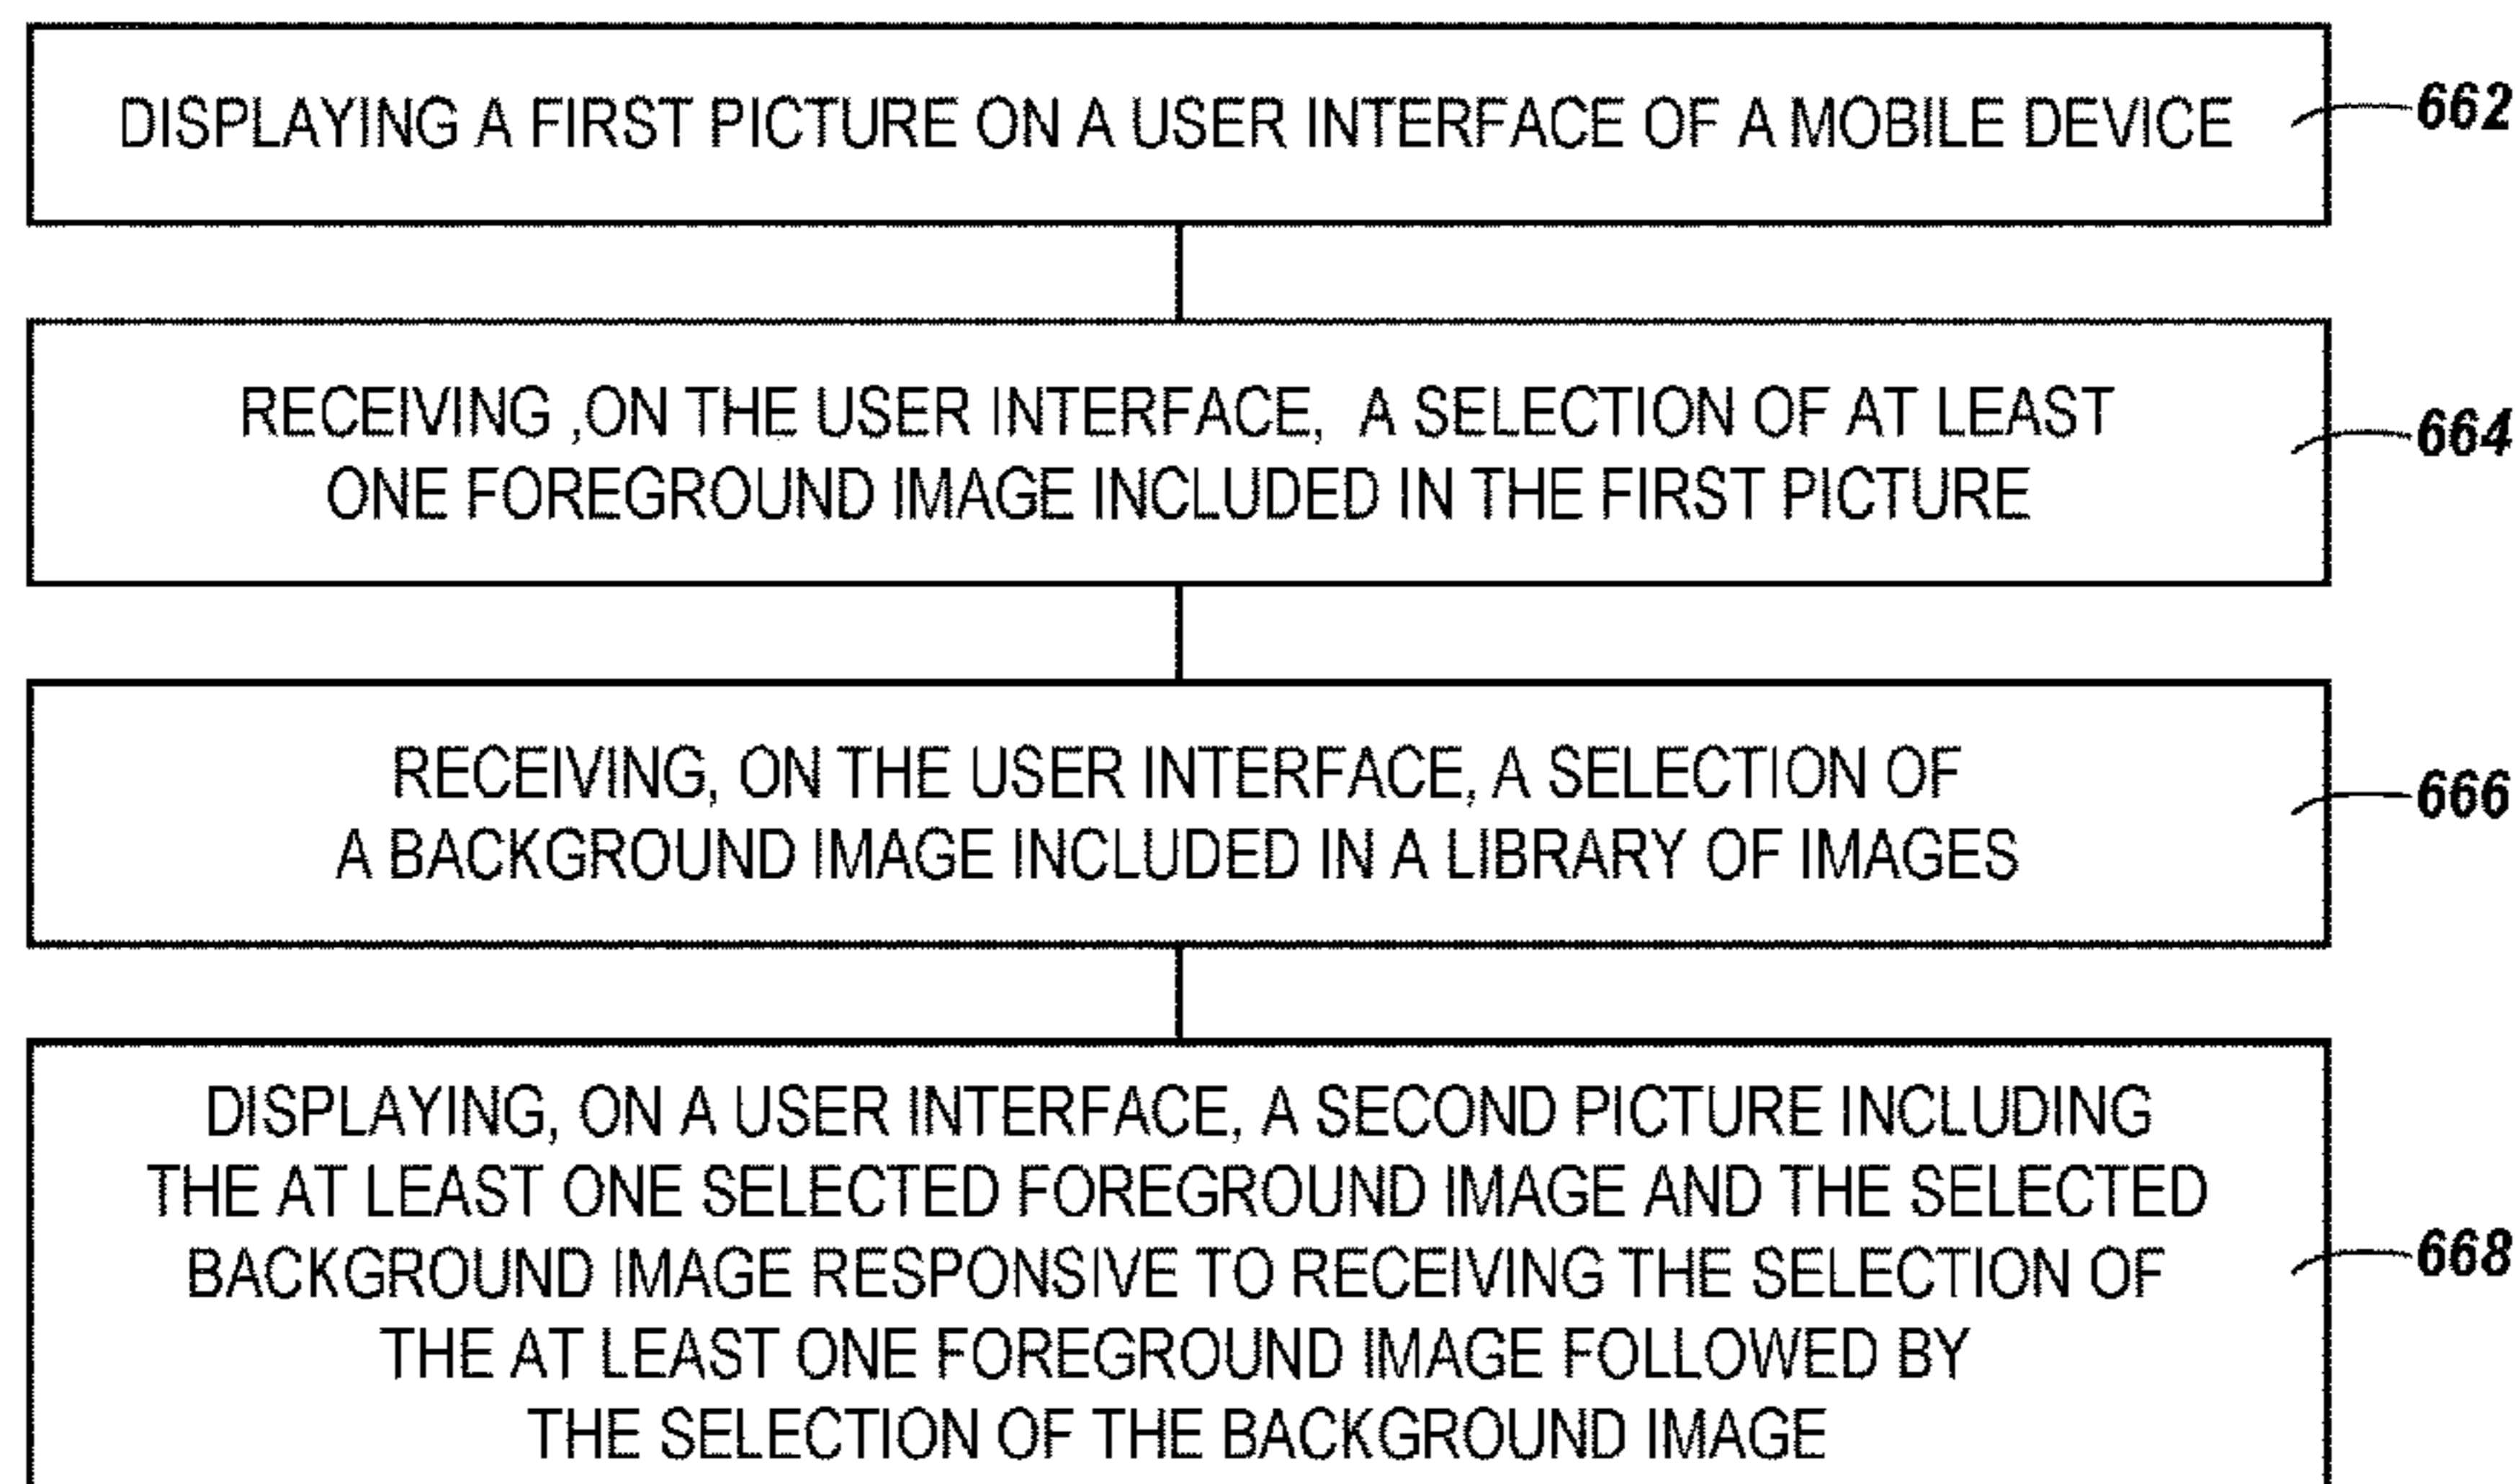 DISPLAYING A FIRST PICTURE ON A USER INTERFACE OF A MOBILE DEVICE
662
RECEIVING ,ON THE USER INTERFACE, A SELECTION OF AT LEAST
ONE FOREGROUND IMAGE INCLUDED IN THE FIRST PICTURE
664
RECEIVING, ON THE USER INTERFACE, A SELECTION OF
A BACKGROUND IMAGE INCLUDED IN A LIBRARY OF IMAGES
666
DISPLAYING, ON A USER INTERFACE, A SECOND PICTURE INCLUDING
THE AT LEAST ONE SELECTED FOREGROUND IMAGE AND THE SELECTED
BACKGROUND IMAGE RESPONSIVE TO RECEIVING THE SELECTION OF
THE AT LEAST ONE FOREGROUND IMAGE FOLLOWED BY
THE SELECTION OF THE BACKGROUND IMAGE
668